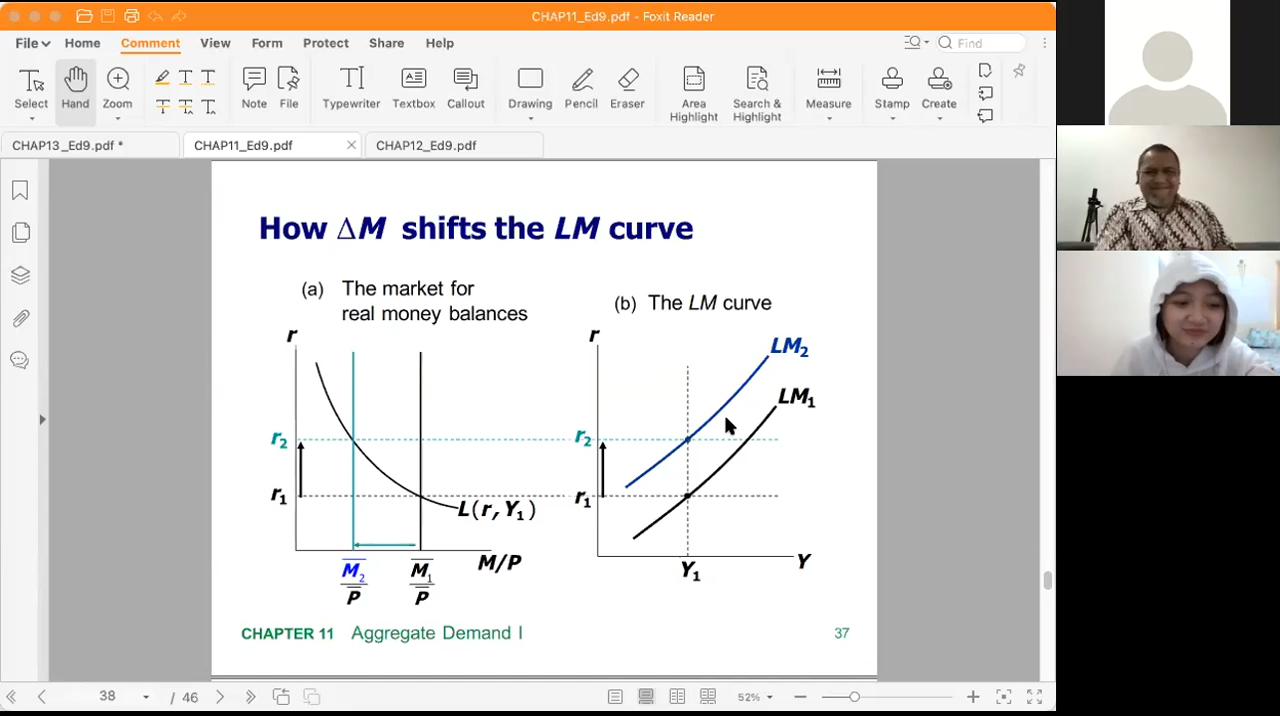 CHAP11_Ed9.pdf - Foxit Reader
File Home Comment View Form Protect Share Help
Find
Select Hand Zoom Note File Typewriter Textbox Callout Drawing Pencil Eraser Area Highlight Search & Highlight Measure Stamp Create
CHAP13_Ed9.pdf * CHAP11_Ed9.pdf CHAP12_Ed9.pdf
How ΔM shifts the LM curve
(a) The market for
real money balances
(b) The LM curve
r
r
LM₂
LM₁
r₂
r₂
r₁
r₁
L(r, Y₁)
M̅₂/P̅
M̅₁/P̅
M/P
Y₁
Y
CHAPTER 11 Aggregate Demand I
37
38 / 46
52%